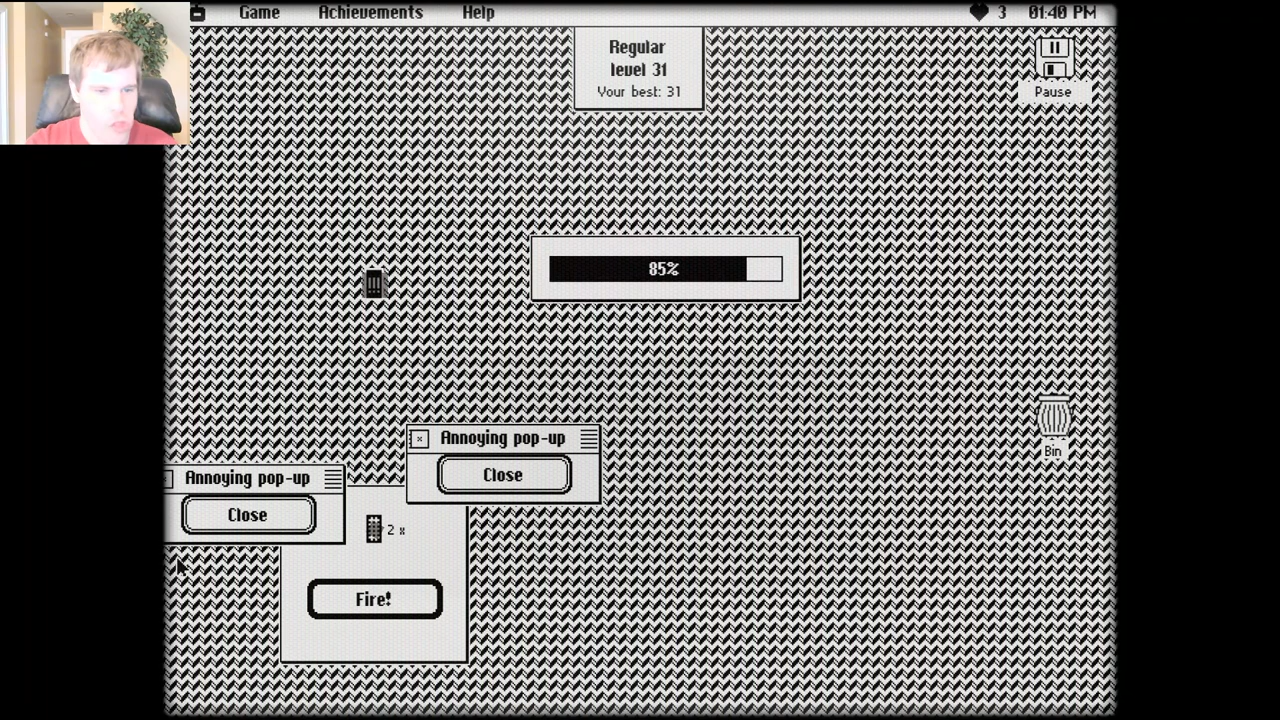 Game Achievements Help 3 01:40 PM
Regular
level 31
Your best: 31
Pause
85%
Annoying pop-up
Close
Annoying pop-up
Close
2 x
Fire!
Bin